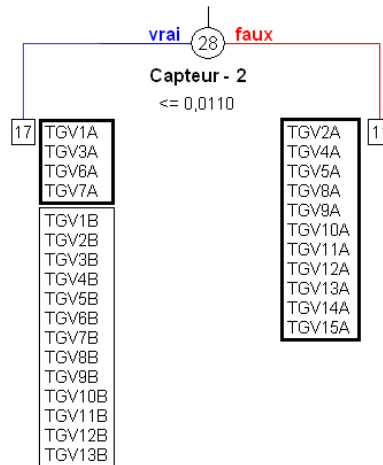 vrai 28 faux
Capteur - 2
<= 0,0110
17
TGV1A
TGV3A
TGV6A
TGV7A
TGV1B
TGV2B
TGV3B
TGV4B
TGV5B
TGV6B
TGV7B
TGV8B
TGV9B
TGV10B
TGV11B
TGV12B
TGV13B
11
TGV2A
TGV4A
TGV5A
TGV8A
TGV9A
TGV10A
TGV11A
TGV12A
TGV13A
TGV14A
TGV15A